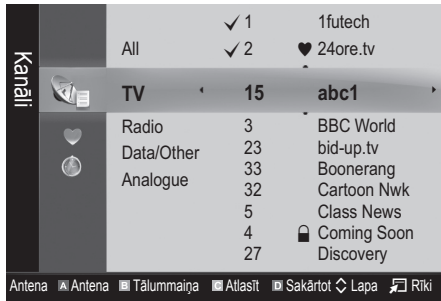 Kanāli
✓ 1 1futech
All ✓ 2 ♥ 24ore.tv
TV 15 abc1
Radio 3 BBC World
Data/Other 23 bid-up.tv
Analogue 33 Boonerang
32 Cartoon Nwk
5 Class News
4 Coming Soon
27 Discovery
Antena A Antena B Tālummaiņa C Atlasīt D Sakārtot Lapa Rīki